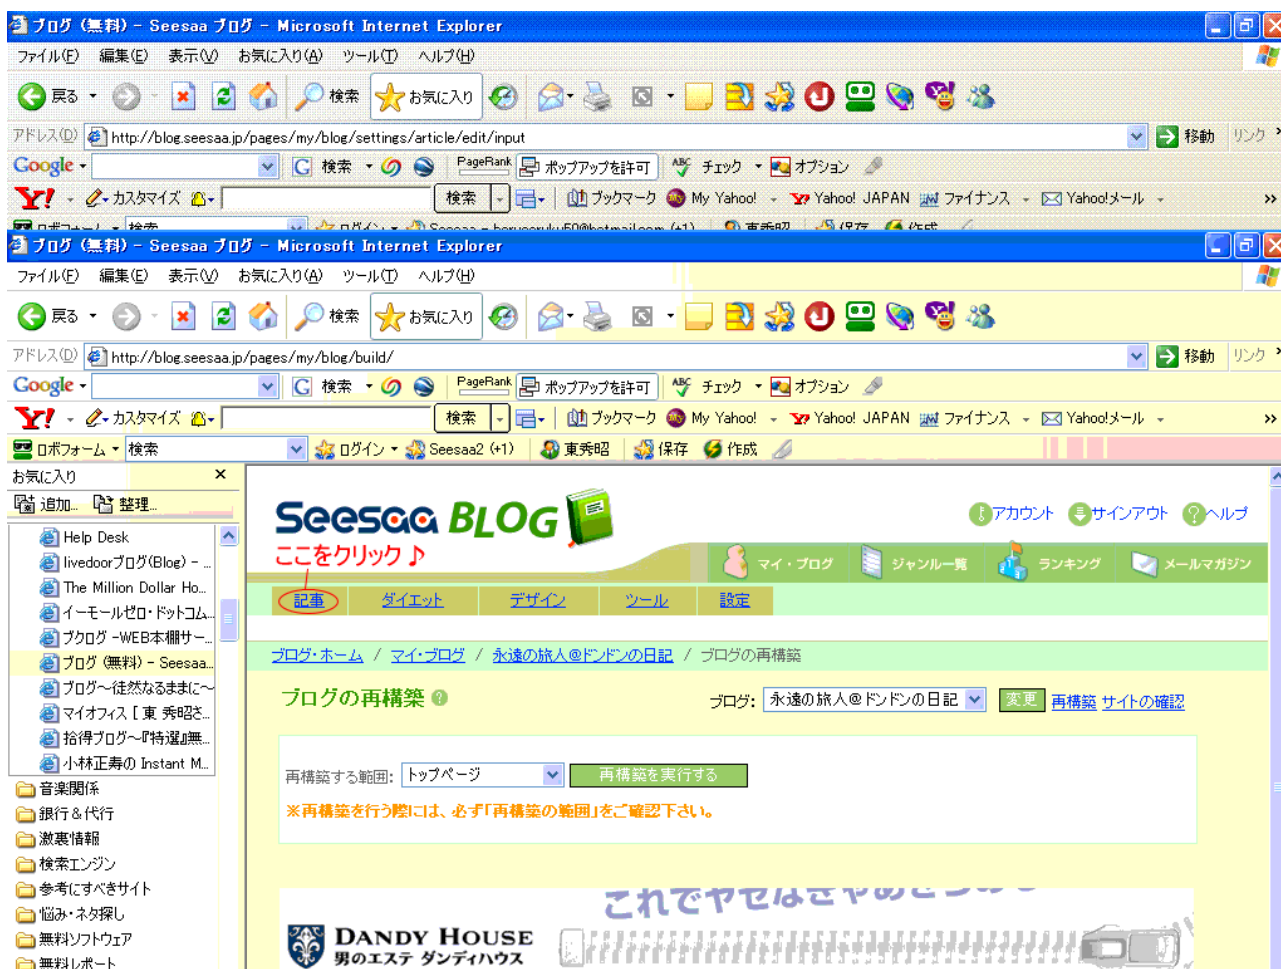 ブログ (無料) - Seesaa ブログ - Microsoft Internet Explorer
ファイル(F) 編集(E) 表示(V) お気に入り(A) ツール(T) ヘルプ(H)
戻る 検索 お気に入り
アドレス(D) http://blog.seesaa.jp/pages/my/blog/settings/article/edit/input 移動 リンク
Google 検索 PageRank ポップアップを許可 ABC チェック オプション
Y! カスタマイズ 検索 ブックマーク My Yahoo! Yahoo! JAPAN ファイナンス Yahoo!メール
ブログ (無料) - Seesaa ブログ - Microsoft Internet Explorer
ファイル(F) 編集(E) 表示(V) お気に入り(A) ツール(T) ヘルプ(H)
戻る 検索 お気に入り
アドレス(D) http://blog.seesaa.jp/pages/my/blog/build/ 移動 リンク
Google 検索 PageRank ポップアップを許可 ABC チェック オプション
Y! カスタマイズ 検索 ブックマーク My Yahoo! Yahoo! JAPAN ファイナンス Yahoo!メール
ロボフォーム 検索 ログイン Seesaa2 (+1) 東秀昭 保存 作成
お気に入り ×
追加... 整理...
Help Desk
livedoorブログ(Blog) - ...
The Million Dollar Ho...
イーモールゼロ・ドットコム...
ブクログ -WEB本棚サー...
ブログ (無料) - Seesaa...
ブログ～徒然なるままに～
マイオフィス [ 東 秀昭さ...
拾得ブログ～『特選』無...
小林正寿の Instant M...
音楽関係
銀行＆代行
激裏情報
検索エンジン
参考にすべきサイト
悩み・ネタ探し
無料ソフトウェア
無料レポート
Seesaa BLOG
アカウント サインアウト ヘルプ
ここをクリック♪
マイ・ブログ ジャンル一覧 ランキング メールマガジン
記事 ダイエット デザイン ツール 設定
ブログ・ホーム / マイ・ブログ / 永遠の旅人＠ドンドンの日記 / ブログの再構築
ブログの再構築 ブログ: 永遠の旅人＠ドンドンの日記 変更 再構築 サイトの確認
再構築する範囲: トップページ 再構築を実行する
※再構築を行う際には、必ず「再構築の範囲」をご確認下さい。
DANDY HOUSE
男のエステ ダンディハウス